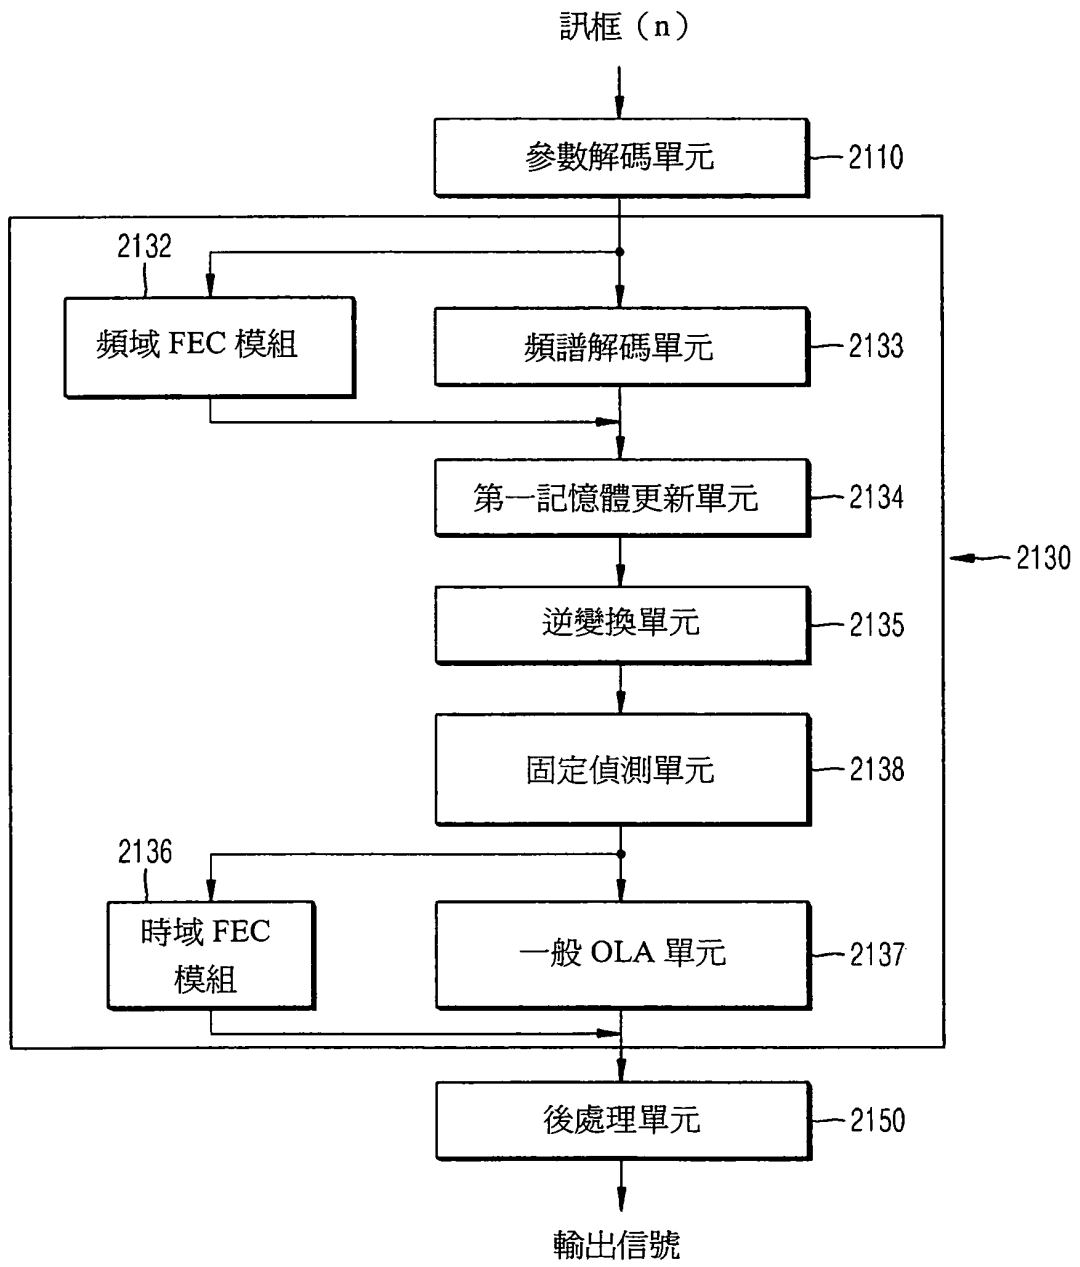 訊框（n）
參數解碼單元
2110
2132
頻域 FEC 模組
頻譜解碼單元
2133
第一記憶體更新單元
2134
2130
逆變換單元
2135
固定偵測單元
2138
2136
時域 FEC
模組
一般 OLA 單元
2137
後處理單元
2150
輸出信號